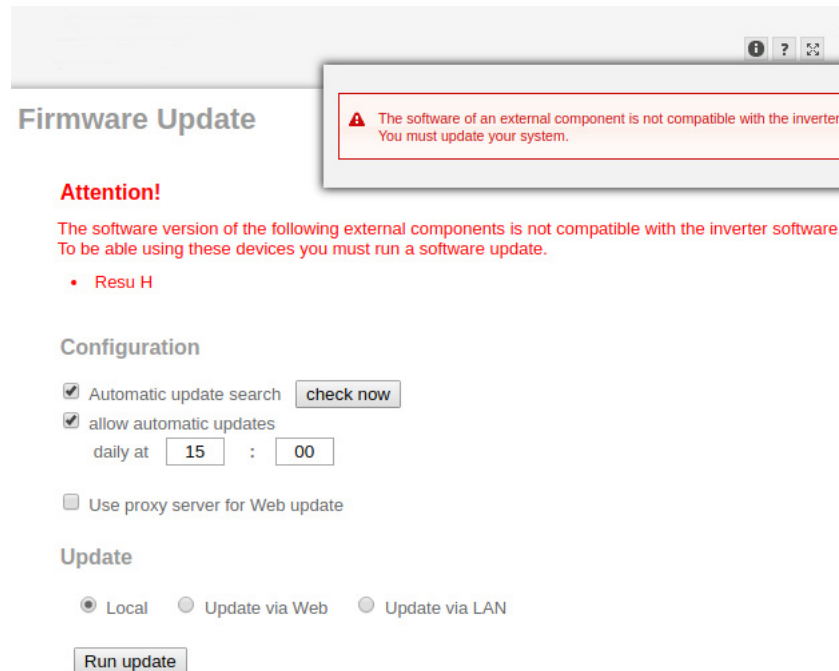 ?
The software of an external component is not compatible with the inverter
You must update your system.
Firmware Update
Attention!
The software version of the following external components is not compatible with the inverter software
To be able using these devices you must run a software update.
• Resu H
Configuration
Automatic update search check now
allow automatic updates
daily at 15 : 00
Use proxy server for Web update
Update
Local Update via Web Update via LAN
Run update